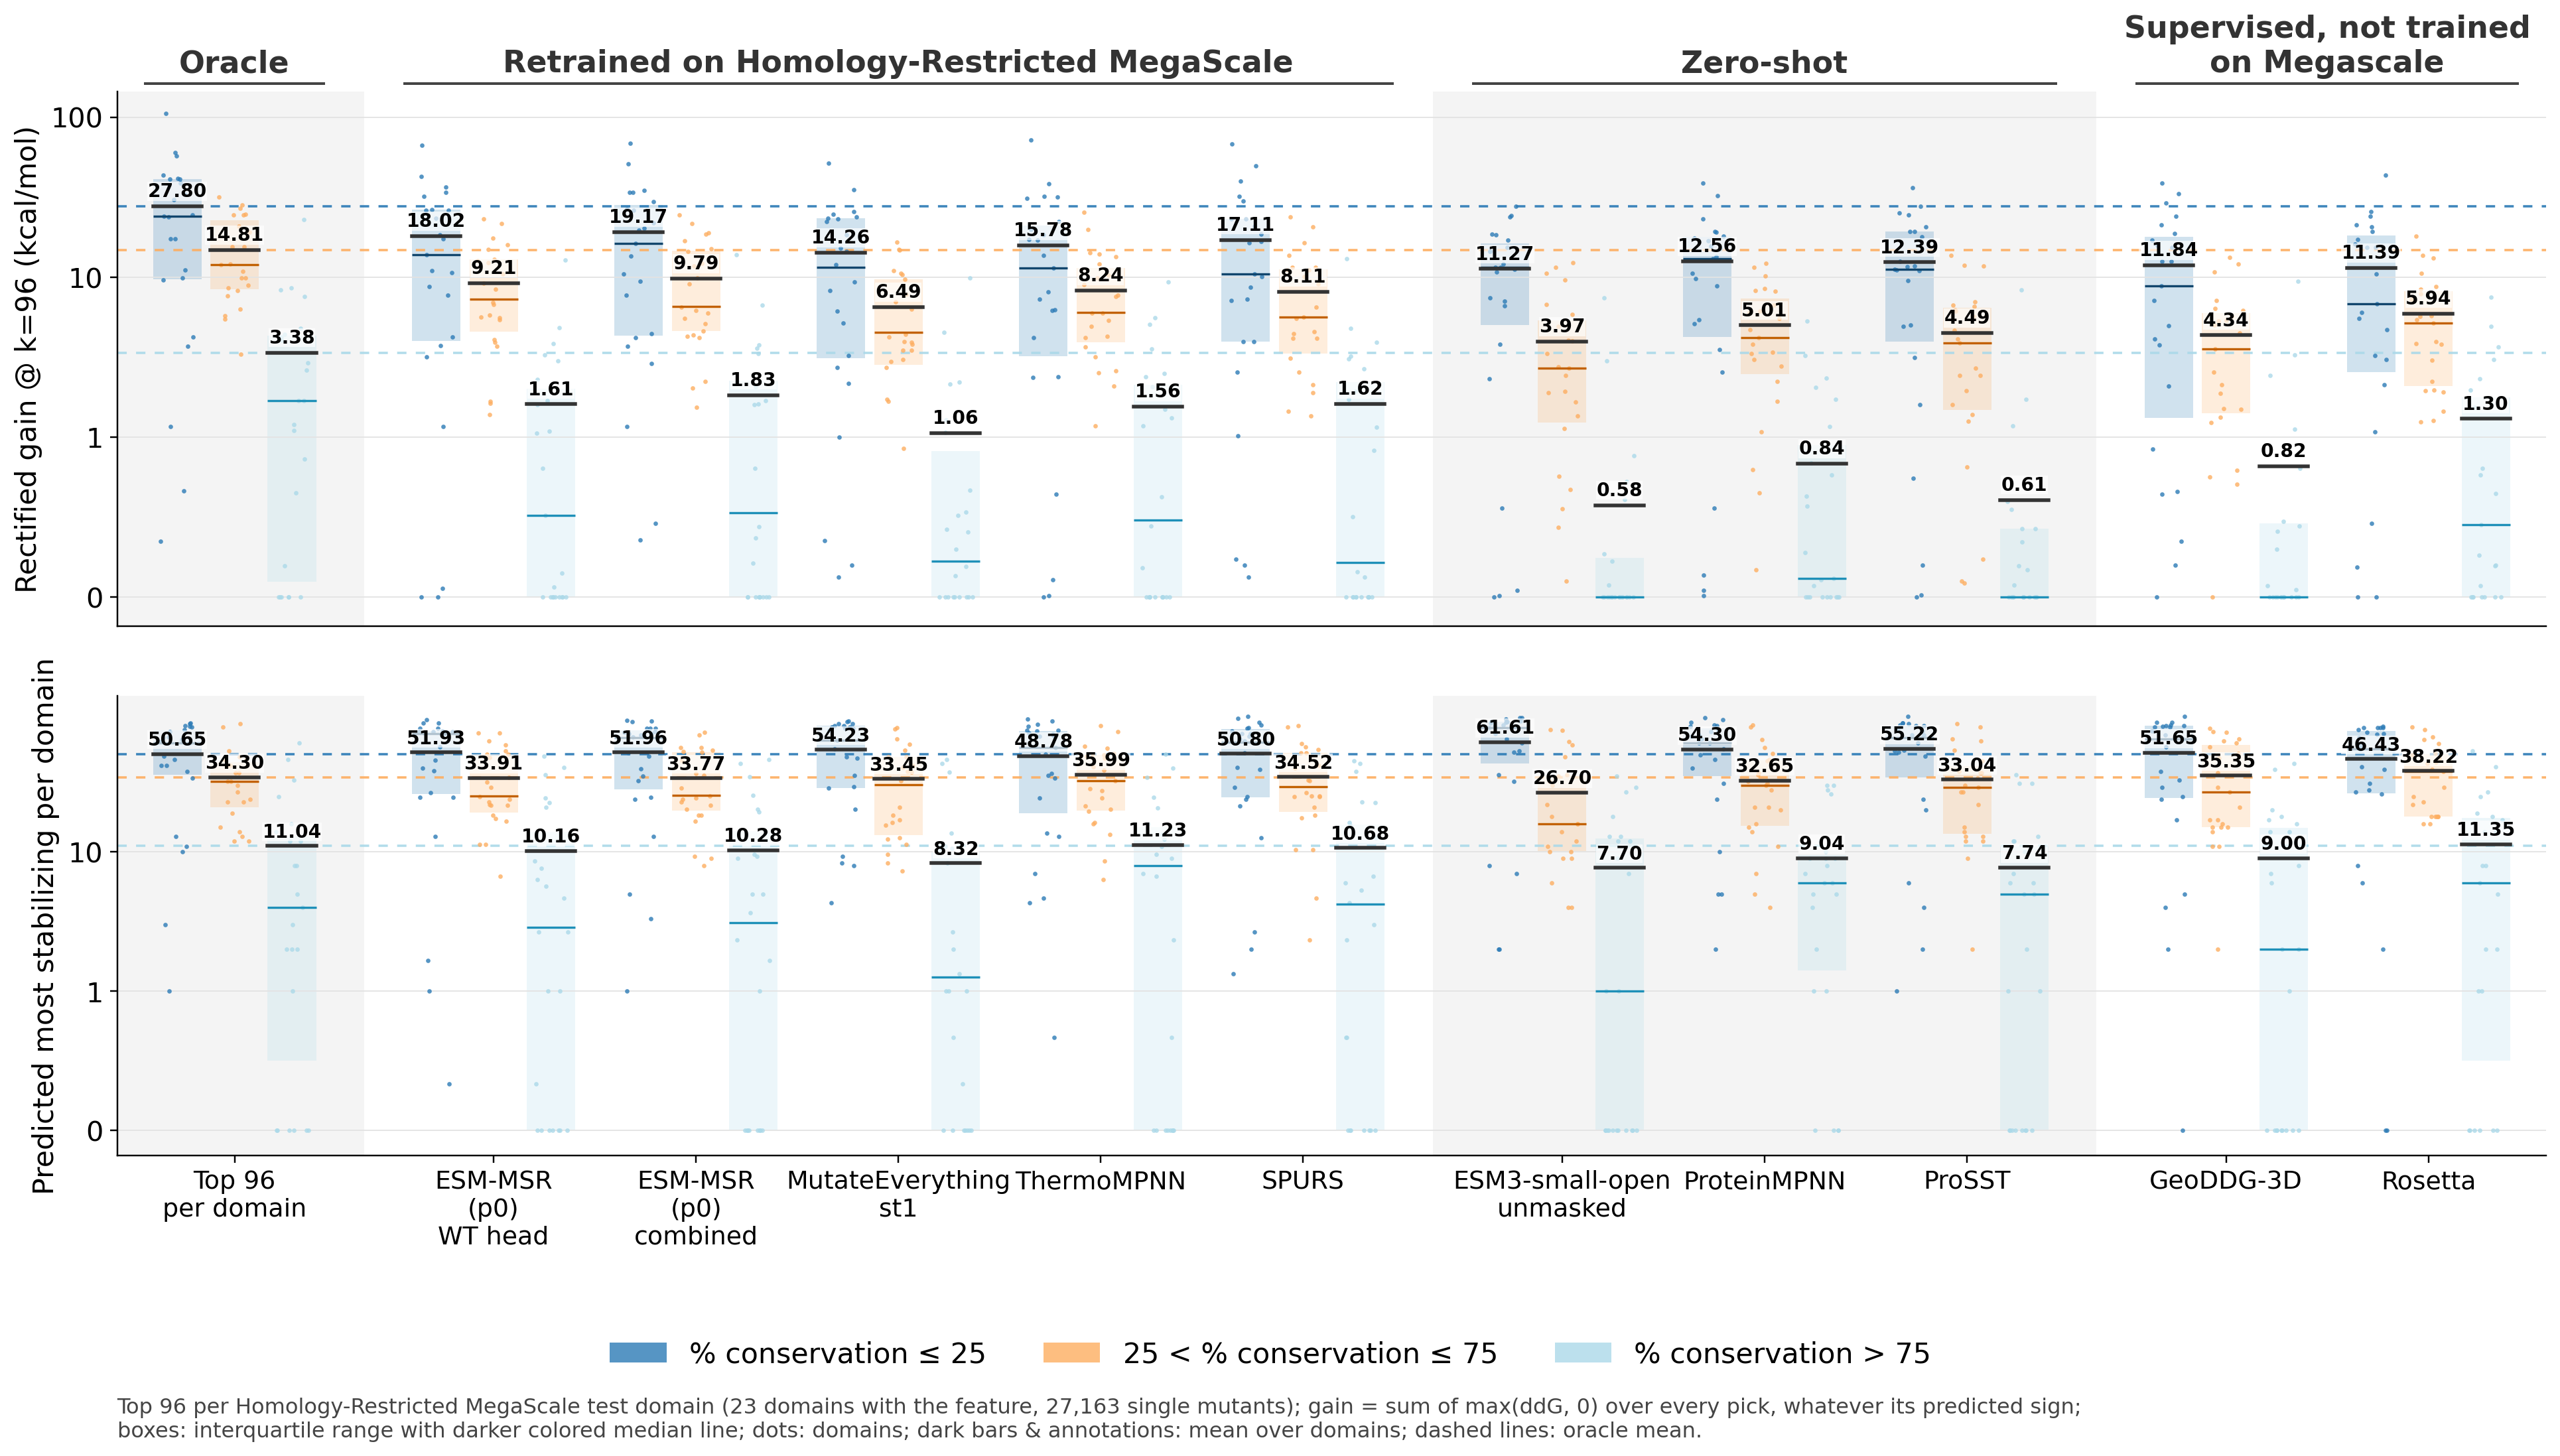 Oracle
Retrained on Homology-Restricted MegaScale
Zero-shot
Supervised, not trained
on Megascale
Rectified gain @ k=96 (kcal/mol)
100
10
1
0
27.80
14.81
3.38
18.02
9.21
1.61
19.17
9.79
1.83
14.26
6.49
1.06
15.78
8.24
1.56
17.11
8.11
1.62
11.27
3.97
0.58
12.56
5.01
0.84
12.39
4.49
0.61
11.84
4.34
0.82
11.39
5.94
1.30
Predicted most stabilizing per domain
10
1
0
50.65
34.30
11.04
51.93
33.91
10.16
51.96
33.77
10.28
54.23
33.45
8.32
48.78
35.99
11.23
50.80
34.52
10.68
61.61
26.70
7.70
54.30
32.65
9.04
55.22
33.04
7.74
51.65
35.35
9.00
46.43
38.22
11.35
Top 96
per domain
ESM-MSR
(p0)
WT head
ESM-MSR
(p0)
combined
MutateEverything
st1
ThermoMPNN
SPURS
ESM3-small-open
unmasked
ProteinMPNN
ProSST
GeoDDG-3D
Rosetta
% conservation ≤ 25
25 < % conservation ≤ 75
% conservation > 75
Top 96 per Homology-Restricted MegaScale test domain (23 domains with the feature, 27,163 single mutants); gain = sum of max(ddG, 0) over every pick, whatever its predicted sign;
boxes: interquartile range with darker colored median line; dots: domains; dark bars & annotations: mean over domains; dashed lines: oracle mean.